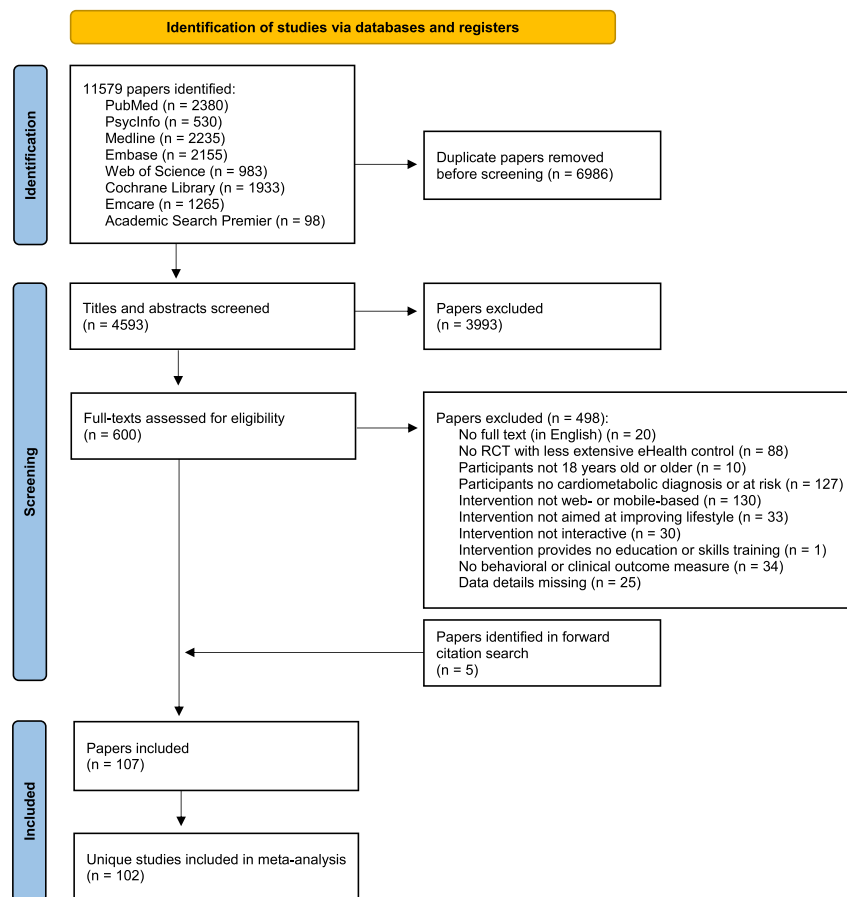 Identification of studies via databases and registers
Identification
11579 papers identified:
PubMed (n = 2380)
PsycInfo (n = 530)
Medline (n = 2235)
Embase (n = 2155)
Web of Science (n = 983)
Cochrane Library (n = 1933)
Emcare (n = 1265)
Academic Search Premier (n = 98)
Duplicate papers removed
before screening (n = 6986)
Screening
Titles and abstracts screened
(n = 4593)
Papers excluded
(n = 3993)
Full-texts assessed for eligibility
(n = 600)
Papers excluded (n = 498):
No full text (in English) (n = 20)
No RCT with less extensive eHealth control (n = 88)
Participants not 18 years old or older (n = 10)
Participants no cardiometabolic diagnosis or at risk (n = 127)
Intervention not web- or mobile-based (n = 130)
Intervention not aimed at improving lifestyle (n = 33)
Intervention not interactive (n = 30)
Intervention provides no education or skills training (n = 1)
No behavioral or clinical outcome measure (n = 34)
Data details missing (n = 25)
Papers identified in forward
citation search
(n = 5)
Included
Papers included
(n = 107)
Unique studies included in meta-analysis
(n = 102)